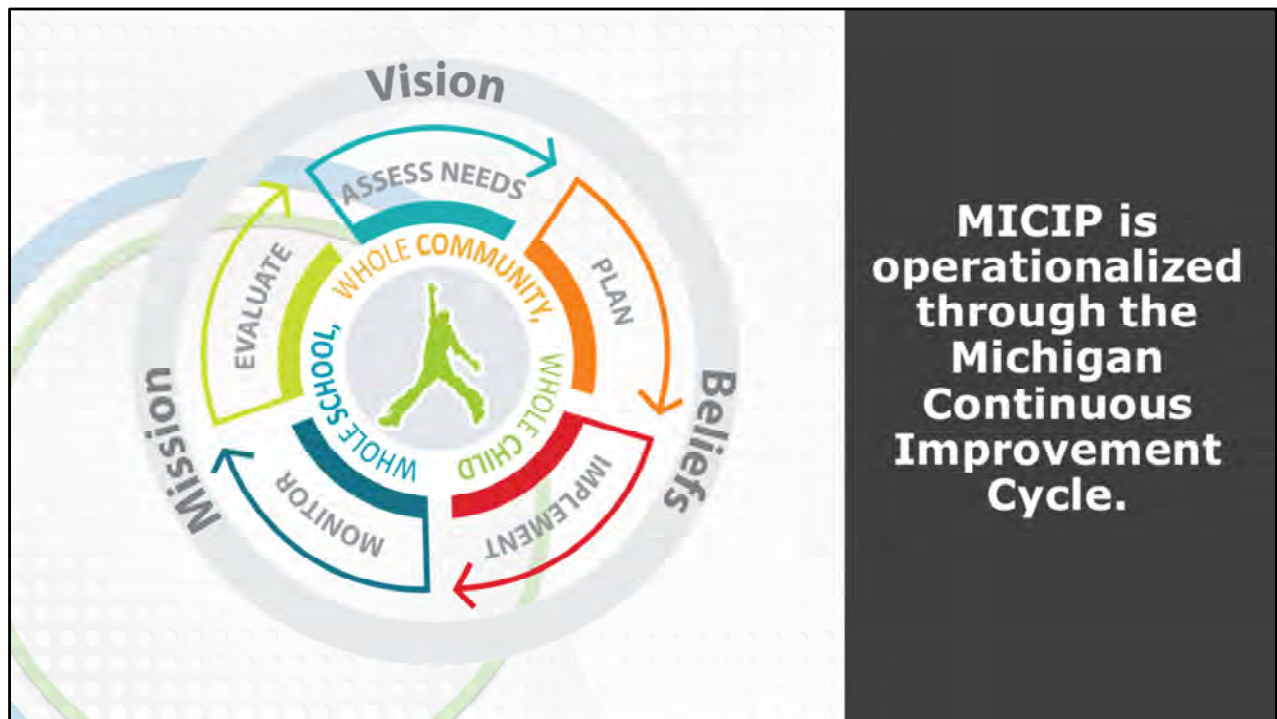 Vision
ASSESS NEEDS
PLAN
IMPLEMENT
MONITOR
EVALUATE
Beliefs
Mission
WHOLE SCHOOL,
WHOLE COMMUNITY,
WHOLE CHILD
MICIP is
operationalized
through the
Michigan
Continuous
Improvement
Cycle.